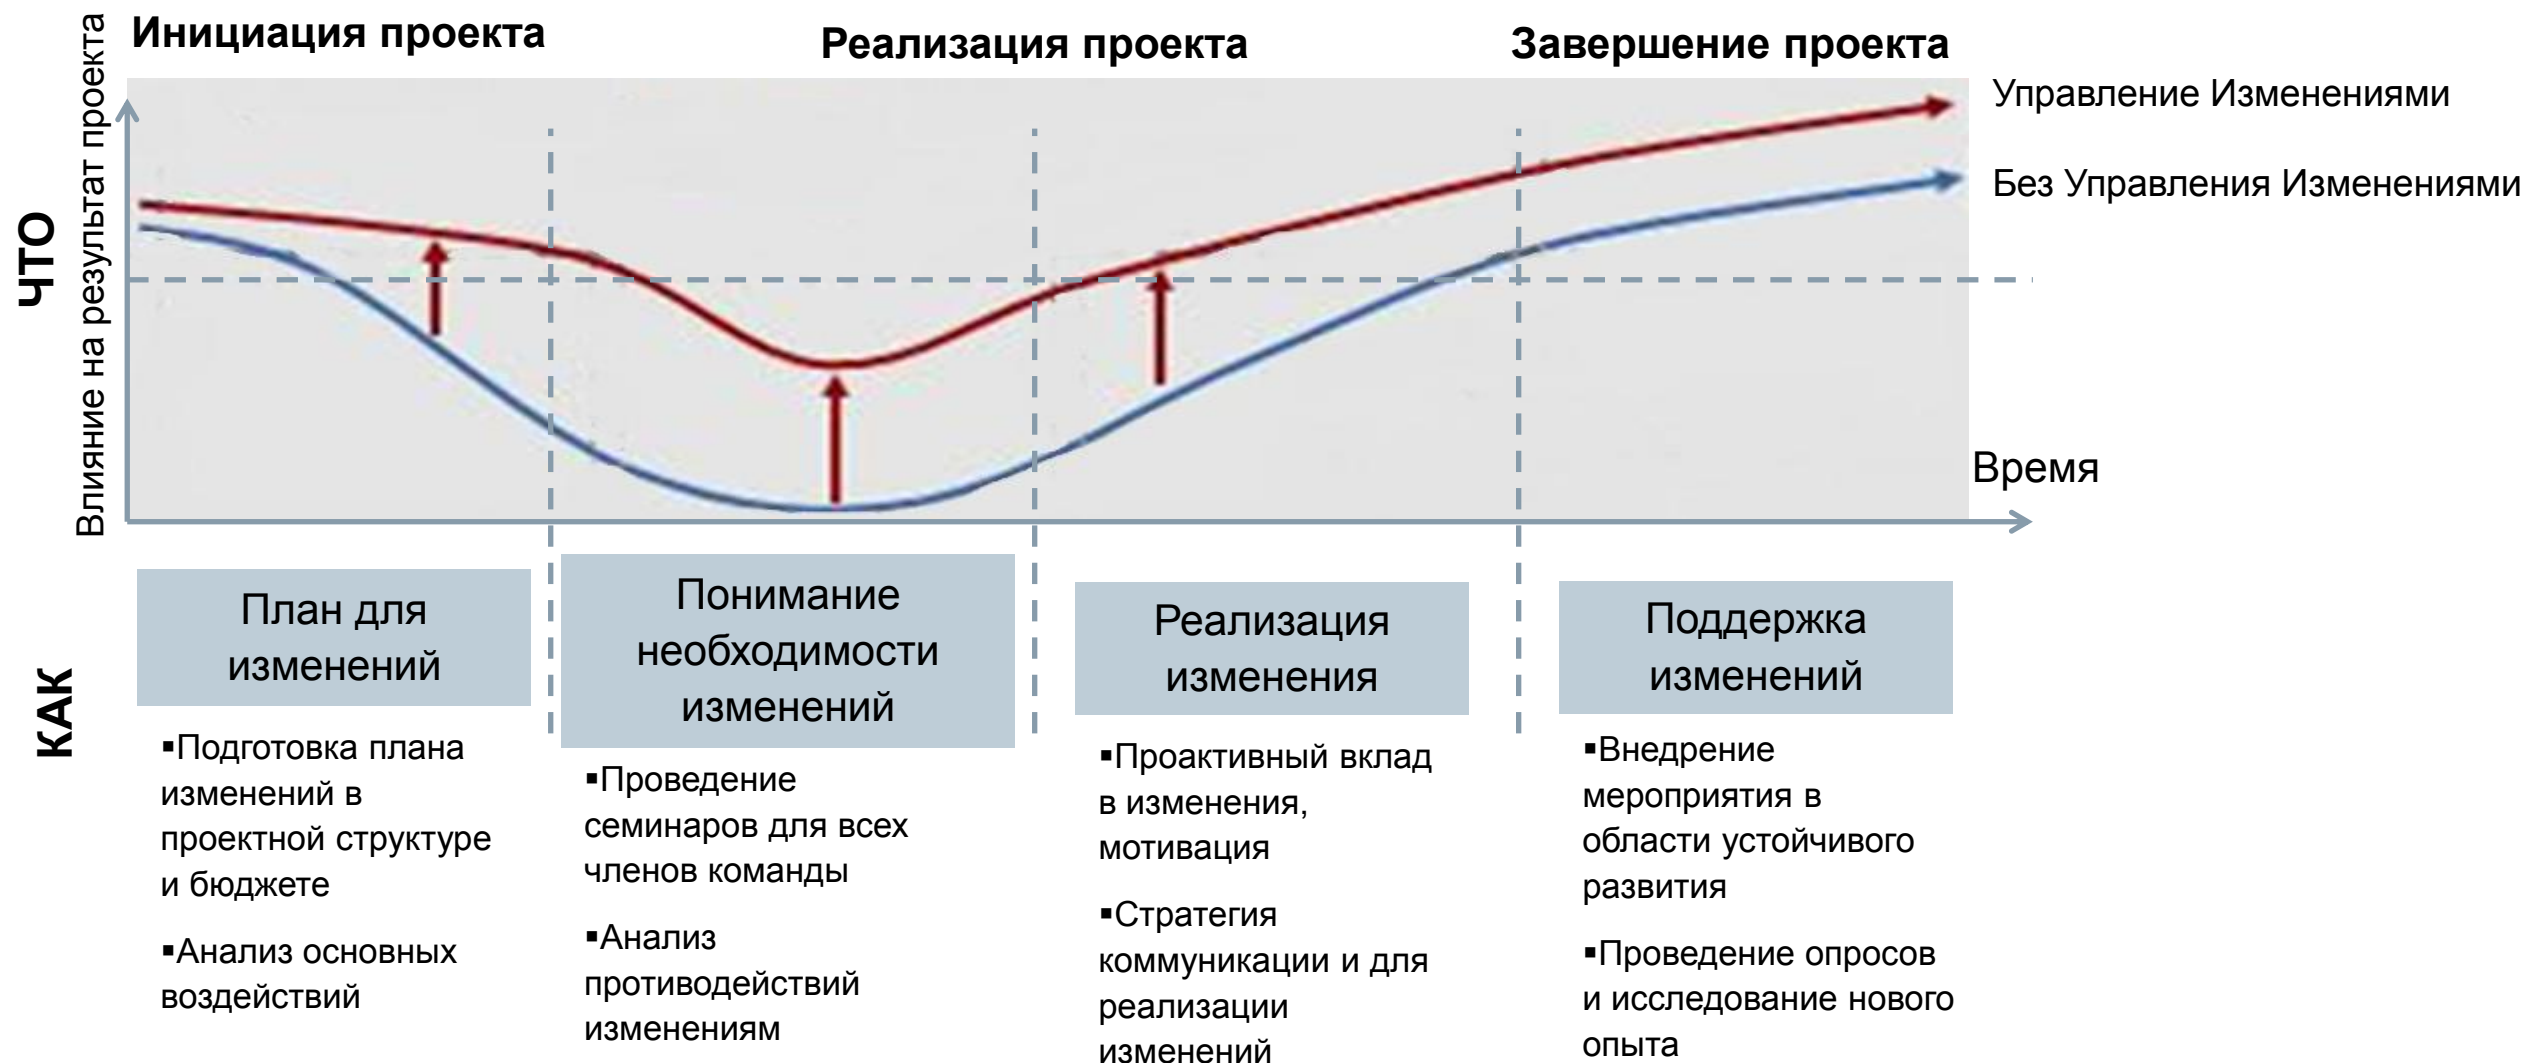 Инициация проекта
Реализация проекта
Завершение проекта
ЧТО
Влияние на результат проекта
Управление Изменениями
Без Управления Изменениями
Время
КАК
План для
изменений
▪Подготовка плана
изменений в
проектной структуре
и бюджете
▪Анализ основных
воздействий
Понимание
необходимости
изменений
▪Проведение
семинаров для всех
членов команды
▪Анализ
противодействий
изменениям
Реализация
изменения
▪Проактивный вклад
в изменения,
мотивация
▪Стратегия
коммуникации и для
реализации
изменений
Поддержка
изменений
▪Внедрение
мероприятия в
области устойчивого
развития
▪Проведение опросов
и исследование нового
опыта